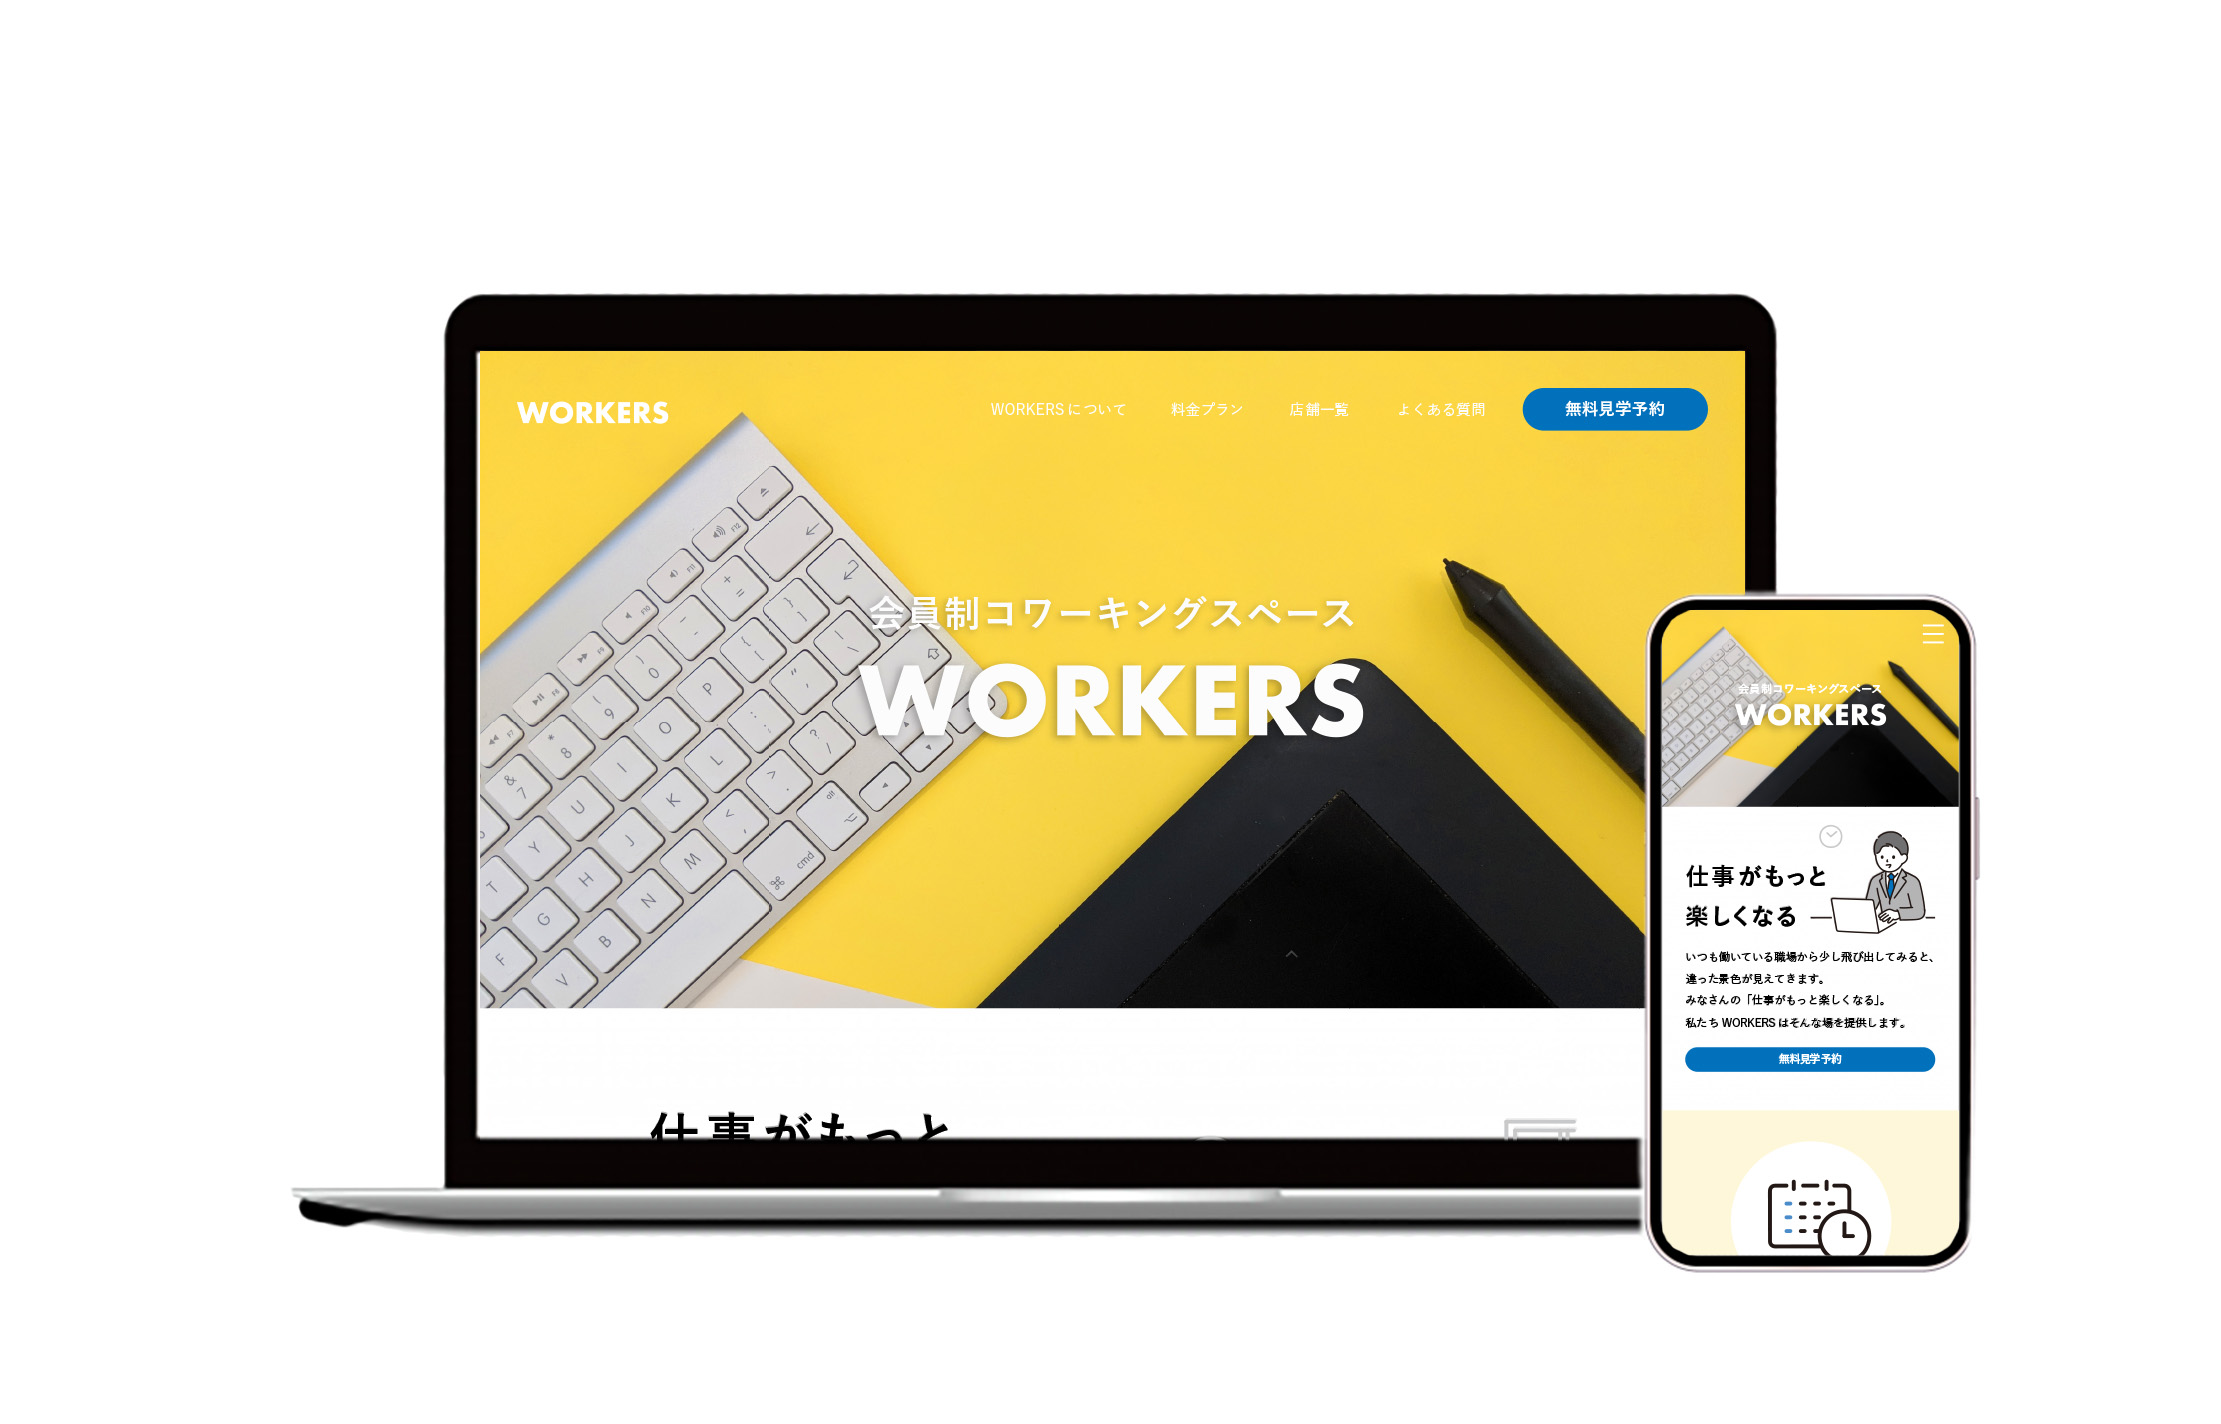 WORKERS
WORKERS について 料金プラン 店舗一覧 よくある質問 無料見学予約
会員制コワーキングスペース
WORKERS
仕事がもっと
会員制コワーキングスペース
WORKERS
仕事がもっと
楽しくなる
いつも働いている職場から少し飛び出してみると、
違った景色が見えてきます。
みなさんの「仕事がもっと楽しくなる」。
私たち WORKERS はそんな場を提供します。
無料見学予約